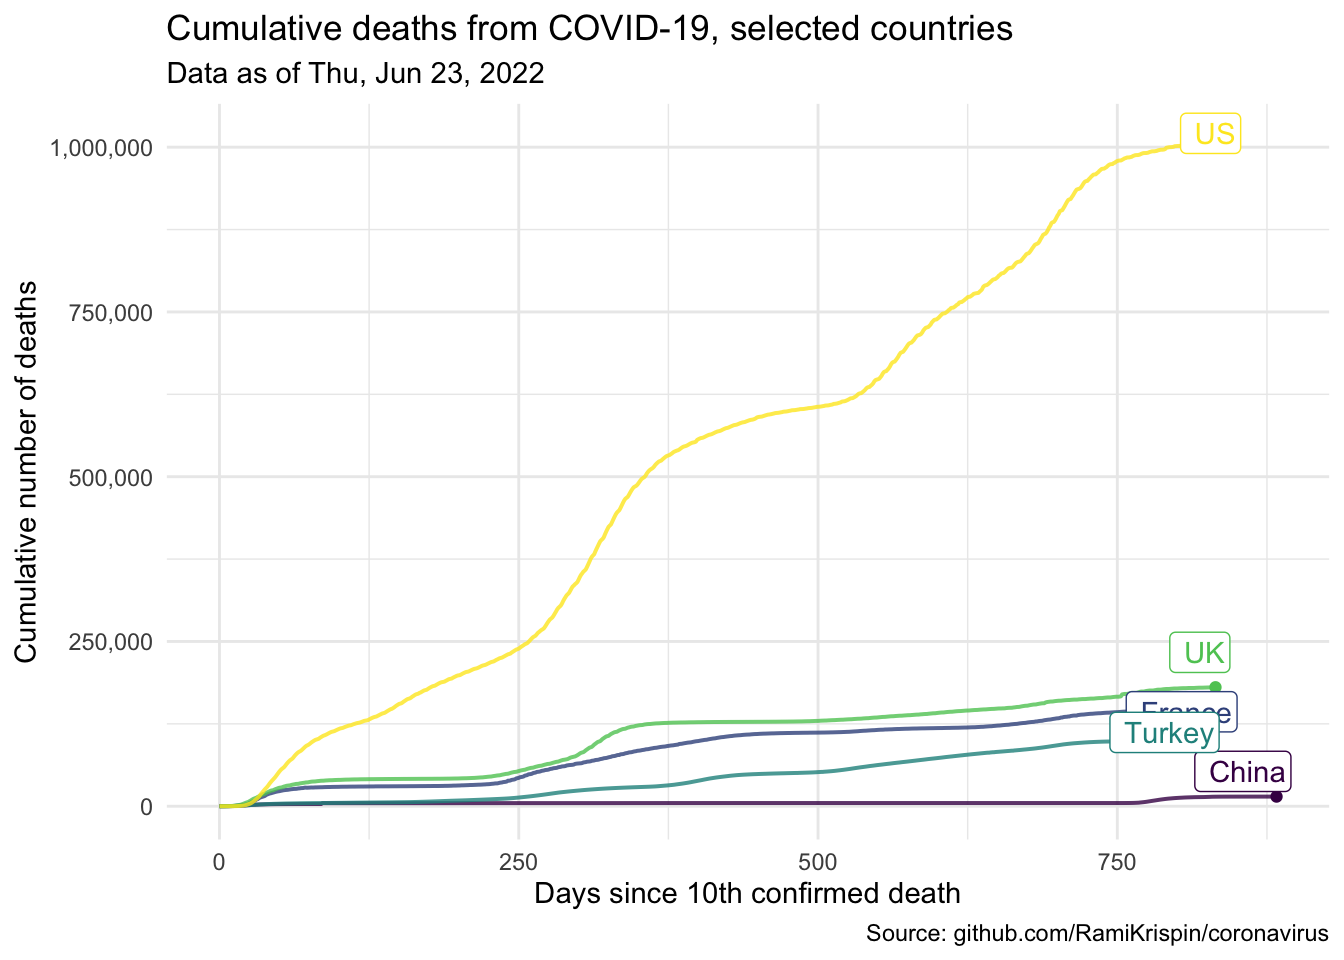 Cumulative deaths from COVID-19, selected countries
Data as of Thu, Jun 23, 2022
Cumulative number of deaths
1,000,000
750,000
500,000
250,000
0
US
UK
France
Turkey
China
0 250 500 750
Days since 10th confirmed death
Source: github.com/RamiKrispin/coronavirus